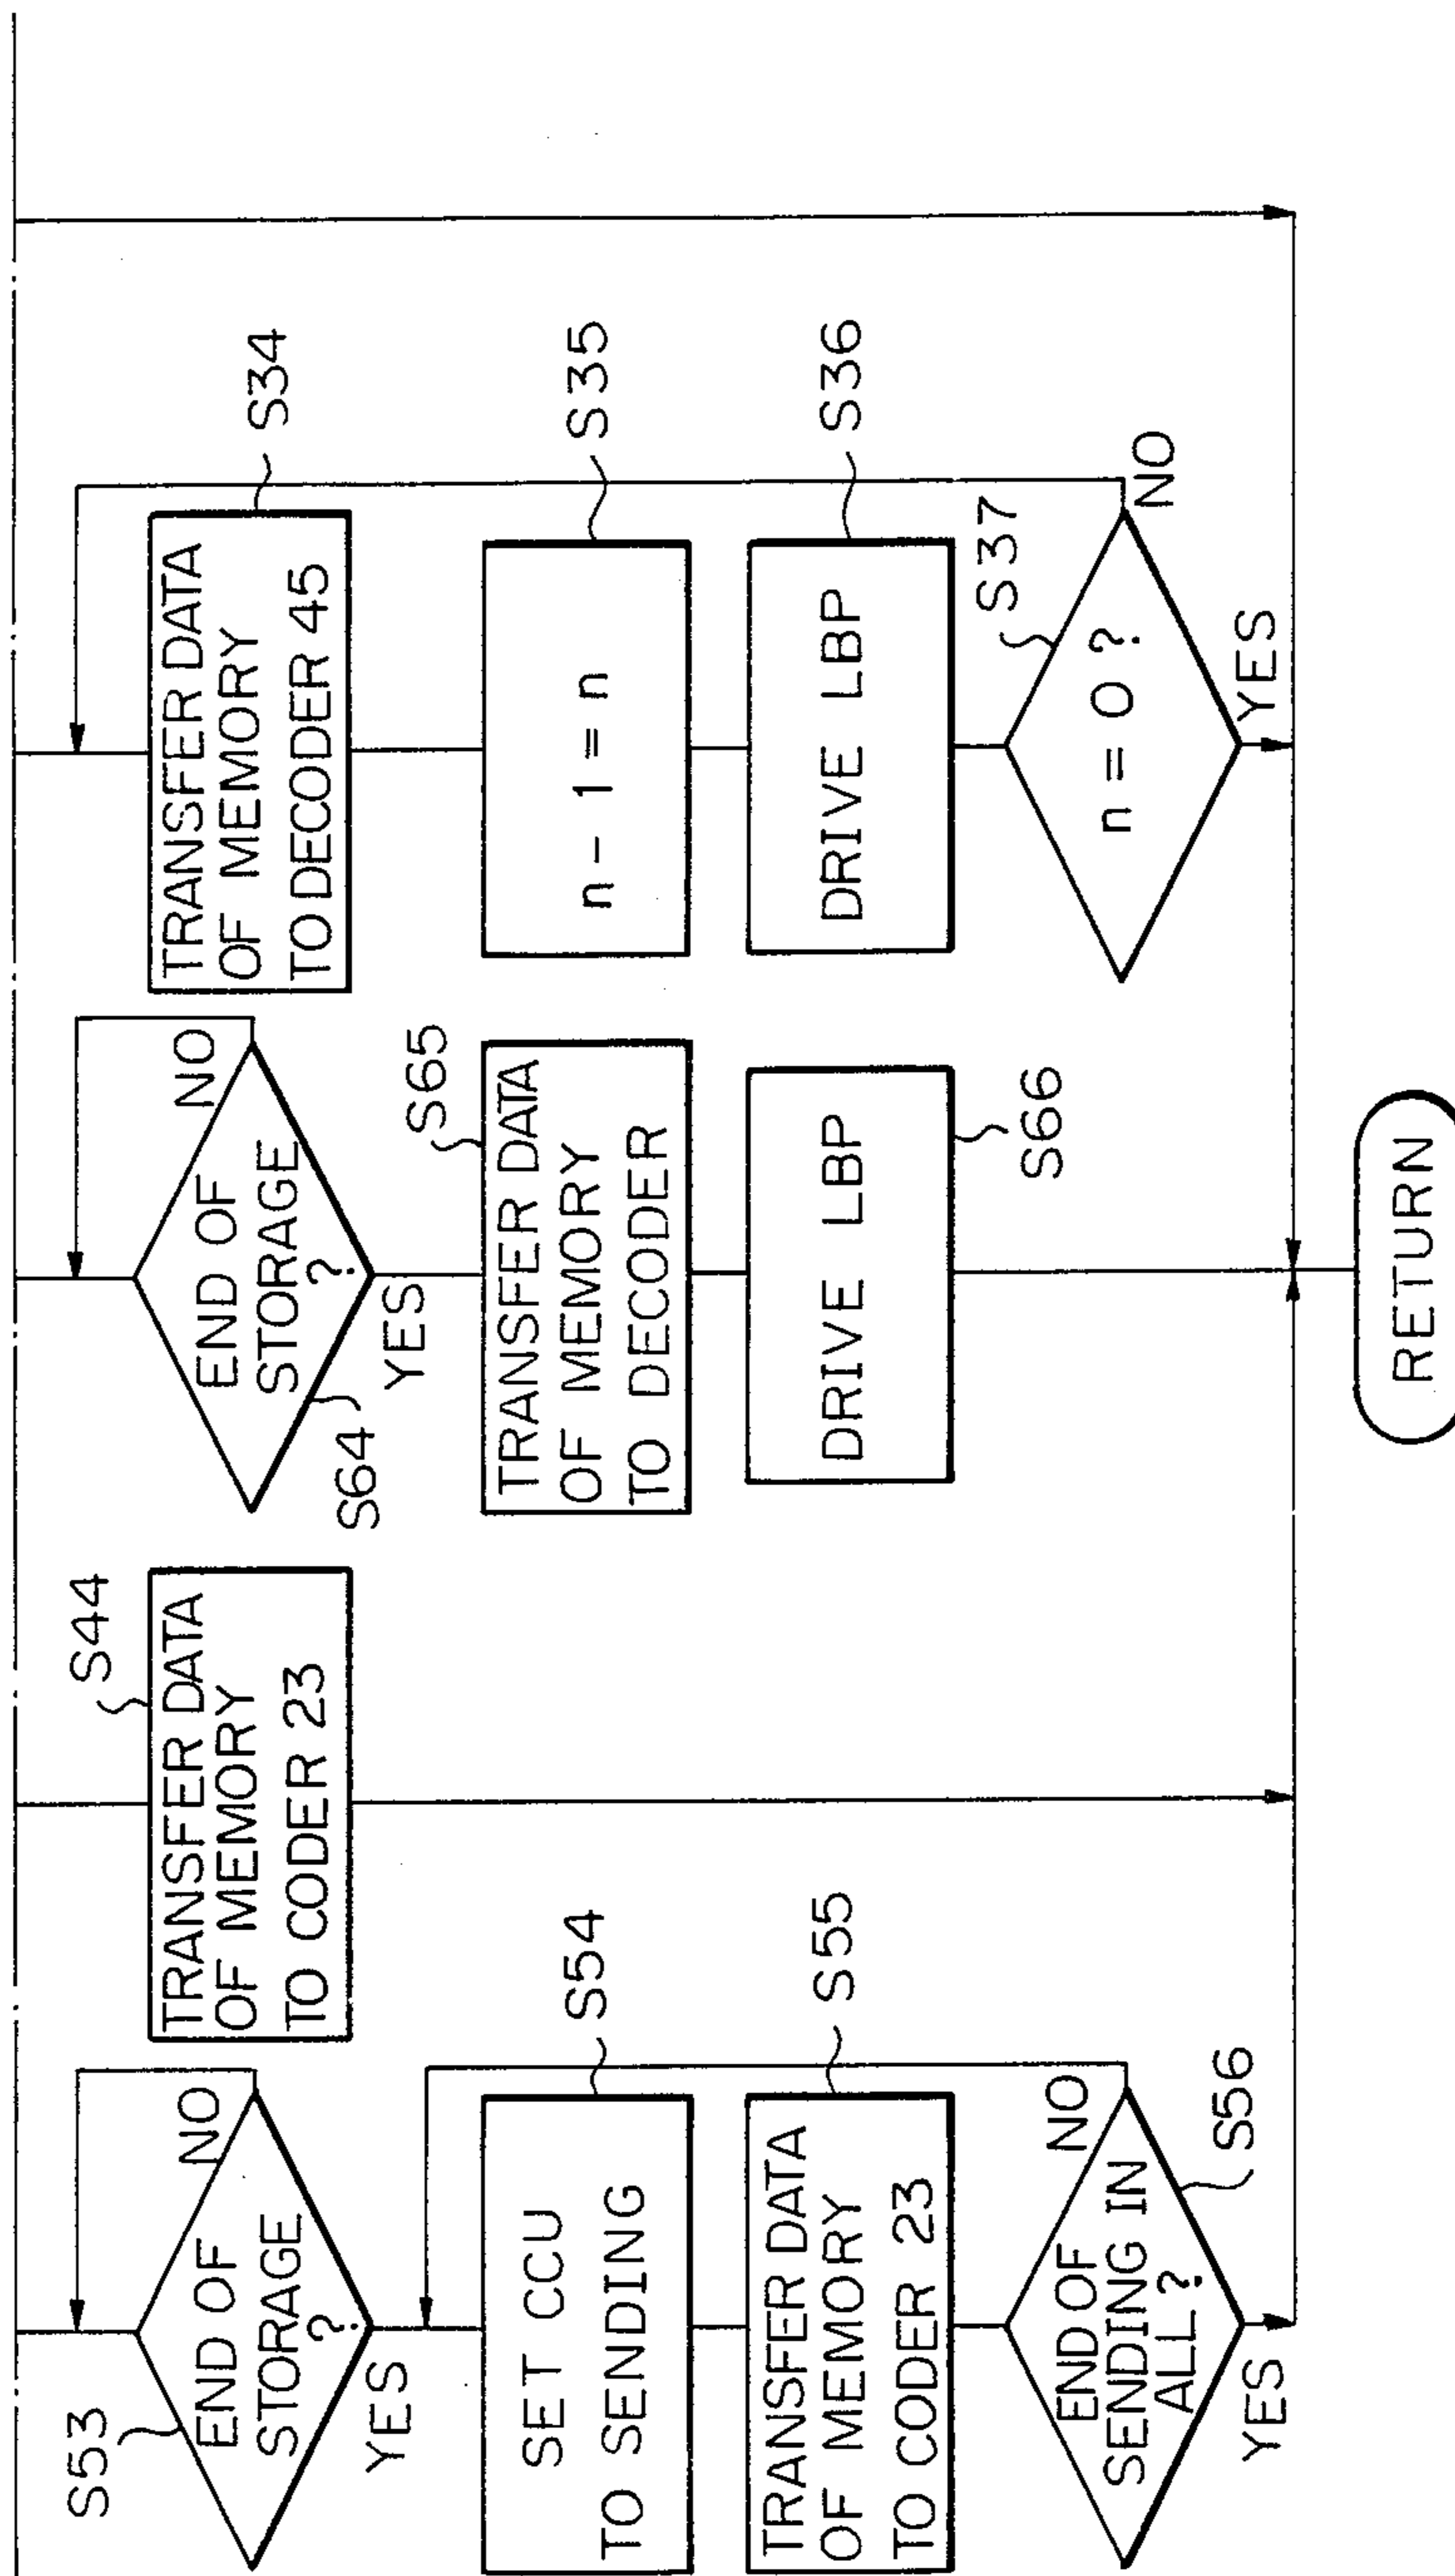 S53
END OF
STORAGE
?
NO
YES
SET CCU
TO SENDING
S54
TRANSFER DATA
OF MEMORY
TO CODER 23
S55
END OF
SENDING IN
ALL ?
NO
YES
S56
TRANSFER DATA
OF MEMORY
TO CODER 23
S44
END OF
STORAGE
?
NO
YES
S64
TRANSFER DATA
OF MEMORY
TO DECODER
S65
DRIVE LBP
S66
TRANSFER DATA
OF MEMORY
TO DECODER 45
S34
n - 1 = n
S35
DRIVE LBP
S36
n = 0 ?
S37
NO
YES
RETURN